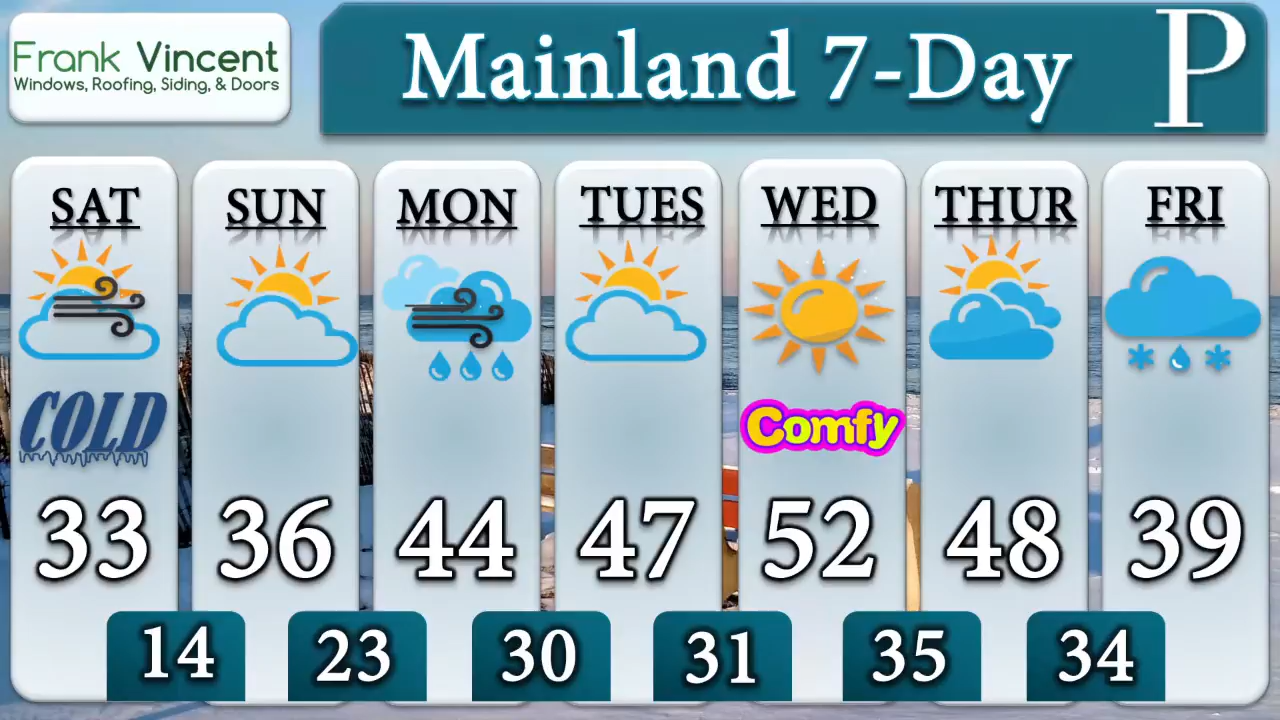 Frank Vincent
Windows, Roofing, Siding, & Doors
Mainland 7-Day
P
SAT SUN MON TUES WED THUR FRI
COLD Comfy
33 36 44 47 52 48 39
14 23 30 31 35 34